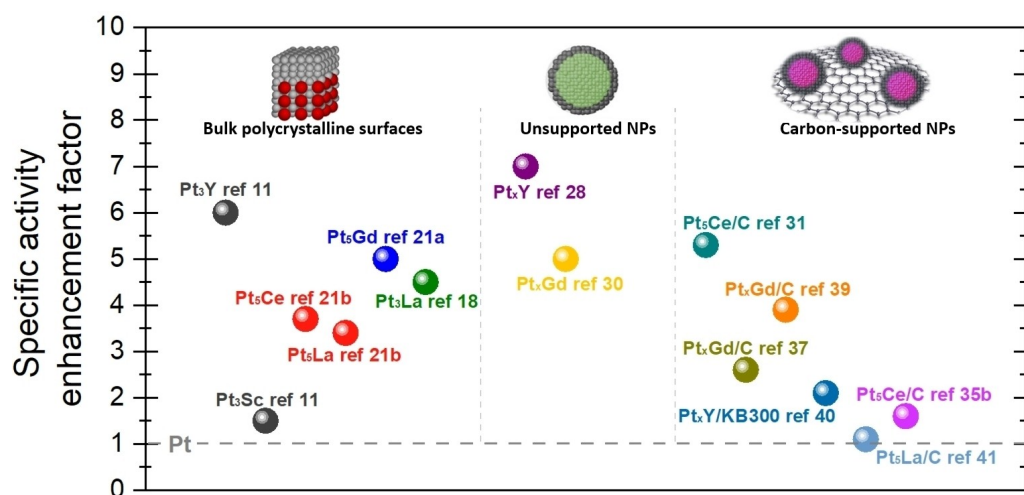 Specific activity
enhancement factor
10
9
8
7
6
5
4
3
2
1
0
Bulk polycrystalline surfaces
Unsupported NPs
Carbon-supported NPs
Pt₃Y ref 11
Pt₅Gd ref 21a
Pt₃La ref 18
Pt₅Ce ref 21b
Pt₅La ref 21b
Pt₃Sc ref 11
Pt
PtₓY ref 28
PtₓGd ref 30
Pt₅Ce/C ref 31
PtₓGd/C ref 39
PtₓGd/C ref 37
PtₓY/KB300 ref 40
Pt₅Ce/C ref 35b
Pt₅La/C ref 41